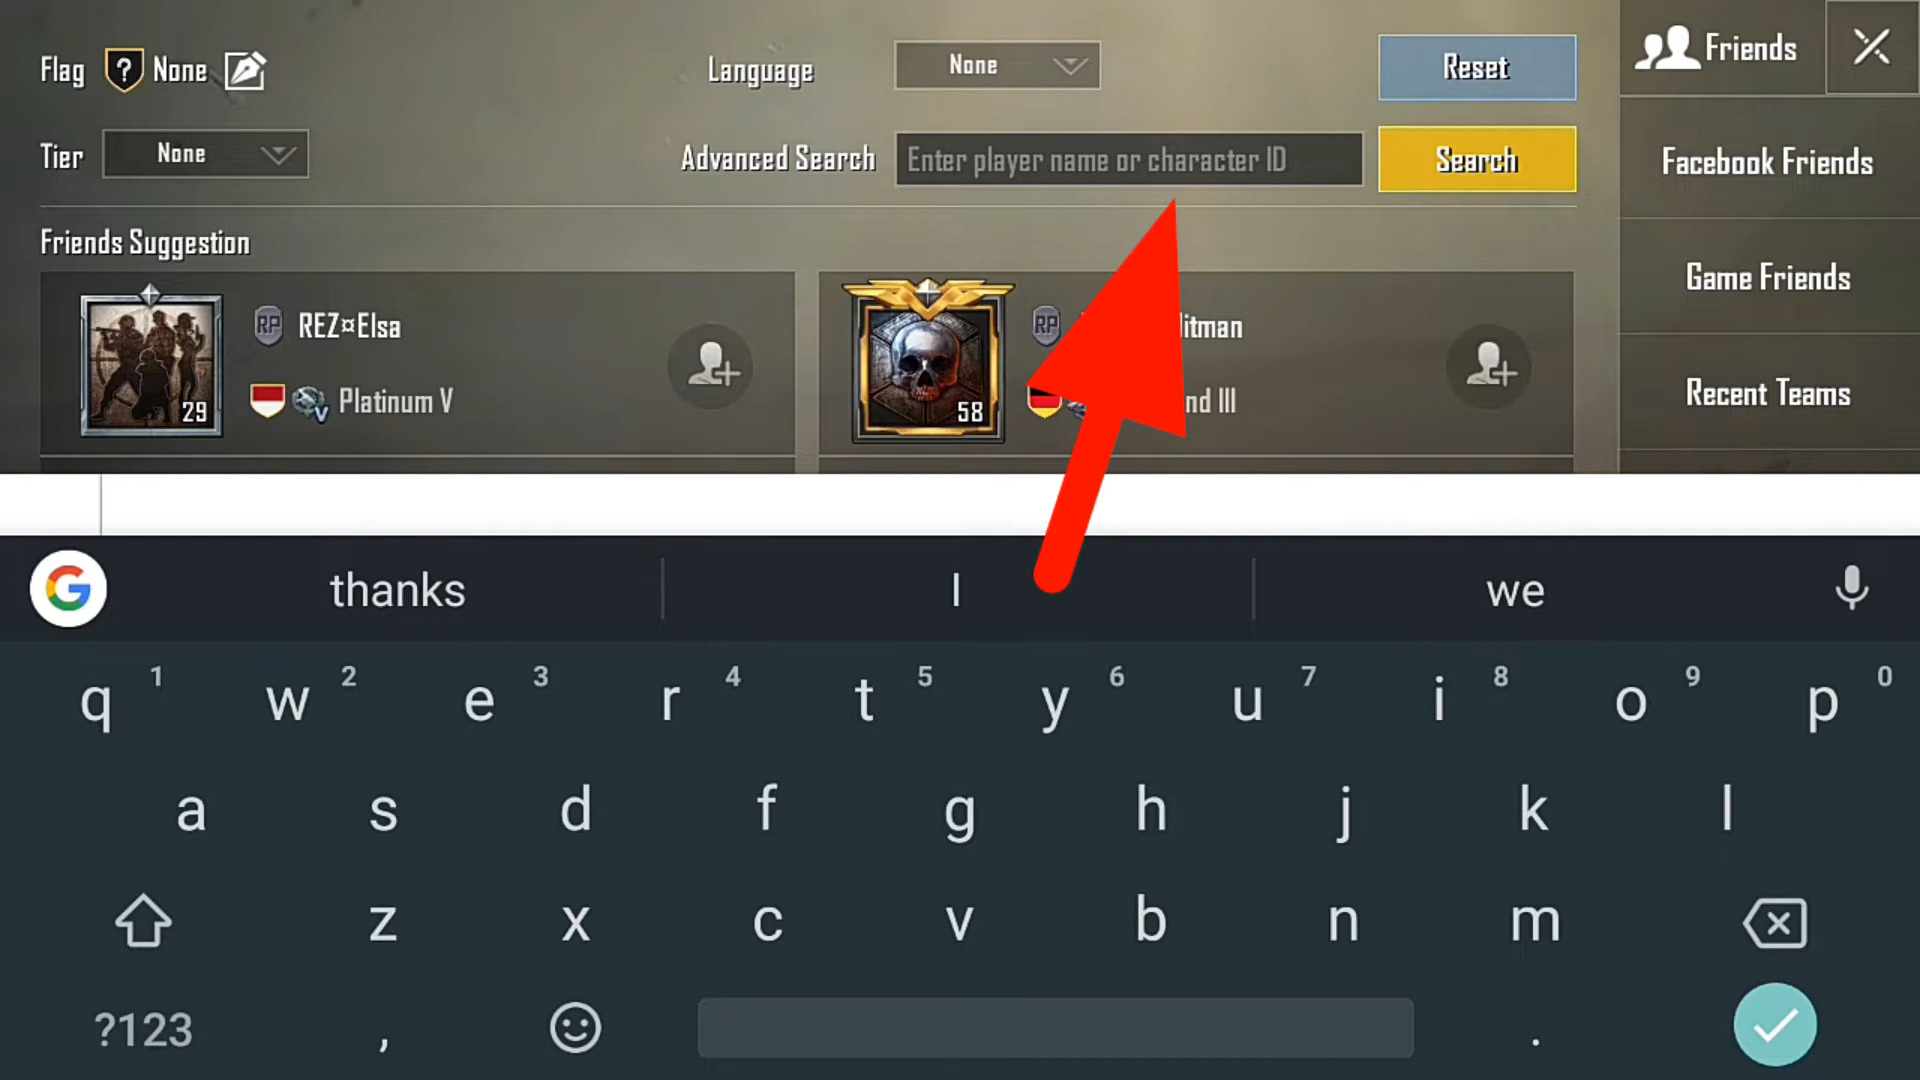 Flag ? None
Language None
Reset
Friends
Tier None
Advanced Search Enter player name or character ID
Search
Facebook Friends
Friends Suggestion
Game Friends
RP REZ¤Elsa
29
V Platinum V
RP itman
58
nd III
Recent Teams
G thanks I we
q 1 w 2 e 3 r 4 t 5 y 6 u 7 i 8 o 9 p 0
a s d f g h j k l
z x c v b n m
?123 , .